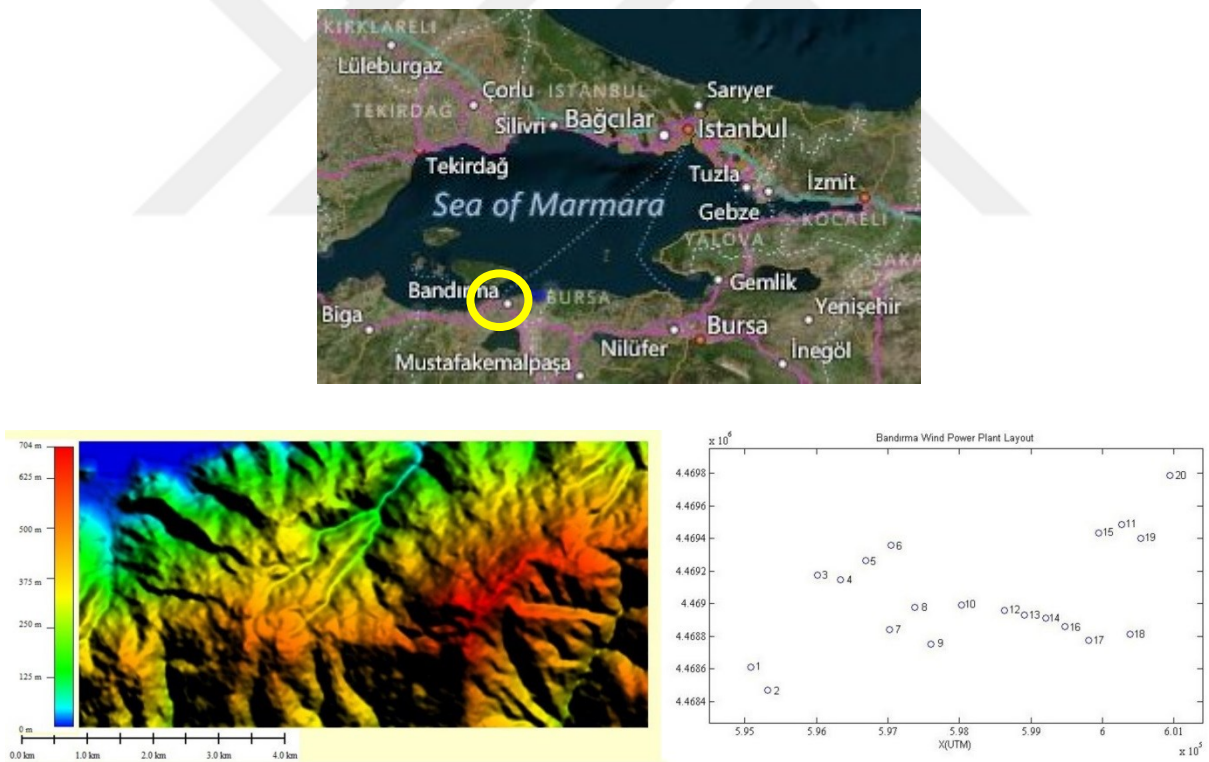 KIRKLARELI
Lüleburgaz
Çorlu
ISTANBUL
Sarıyer
TEKIRDAĞ
Silivri
Bağcılar
Istanbul
Tekirdağ
Tuzla
İzmit
Sea of Marmara
Gebze
KOCAELI
YALOVA
SAKA
Bandırma
BURSA
Gemlik
Biga
Yenişehir
Nilüfer
Bursa
Mustafakemalpaşa
İnegöl
704 m
625 m
500 m
375 m
250 m
125 m
0 m
0.0 km 1.0 km 2.0 km 3.0 km 4.0 km
Bandırma Wind Power Plant Layout
x 10^6
4.4698
4.4696
4.4694
4.4692
4.469
4.4688
4.4686
4.4684
20
11
15
19
6
5
3
4
8
10
12
13
14
7
16
9
17
18
1
2
5.95 5.96 5.97 5.98 5.99 6 6.01
X(UTM)
x 10^5